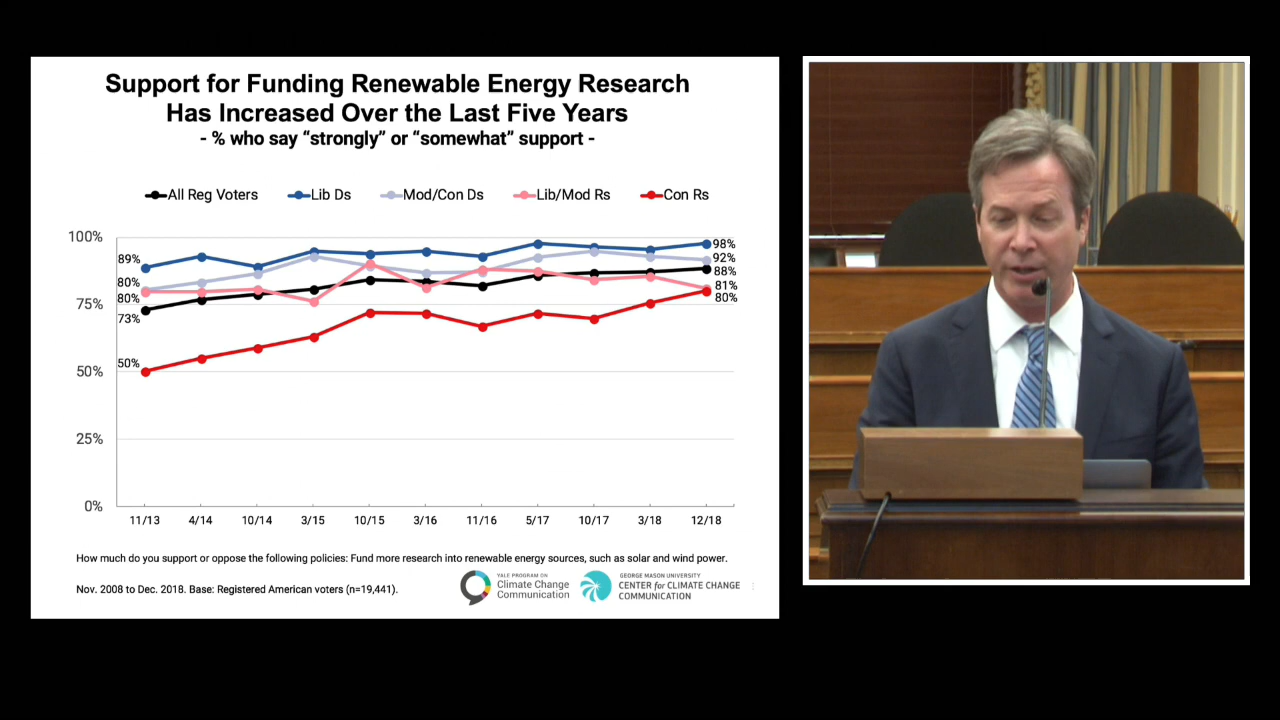 Support for Funding Renewable Energy Research
Has Increased Over the Last Five Years
- % who say “strongly” or “somewhat” support -
All Reg Voters
Lib Ds
Mod/Con Ds
Lib/Mod Rs
Con Rs
100%
75%
50%
25%
0%
89%
80%
80%
73%
50%
98%
92%
88%
81%
80%
11/13
4/14
10/14
3/15
10/15
3/16
11/16
5/17
10/17
3/18
12/18
How much do you support or oppose the following policies: Fund more research into renewable energy sources, such as solar and wind power.
Nov. 2008 to Dec. 2018. Base: Registered American voters (n=19,441).
YALE PROGRAM ON
Climate Change
Communication
GEORGE MASON UNIVERSITY
CENTER for CLIMATE CHANGE
COMMUNICATION